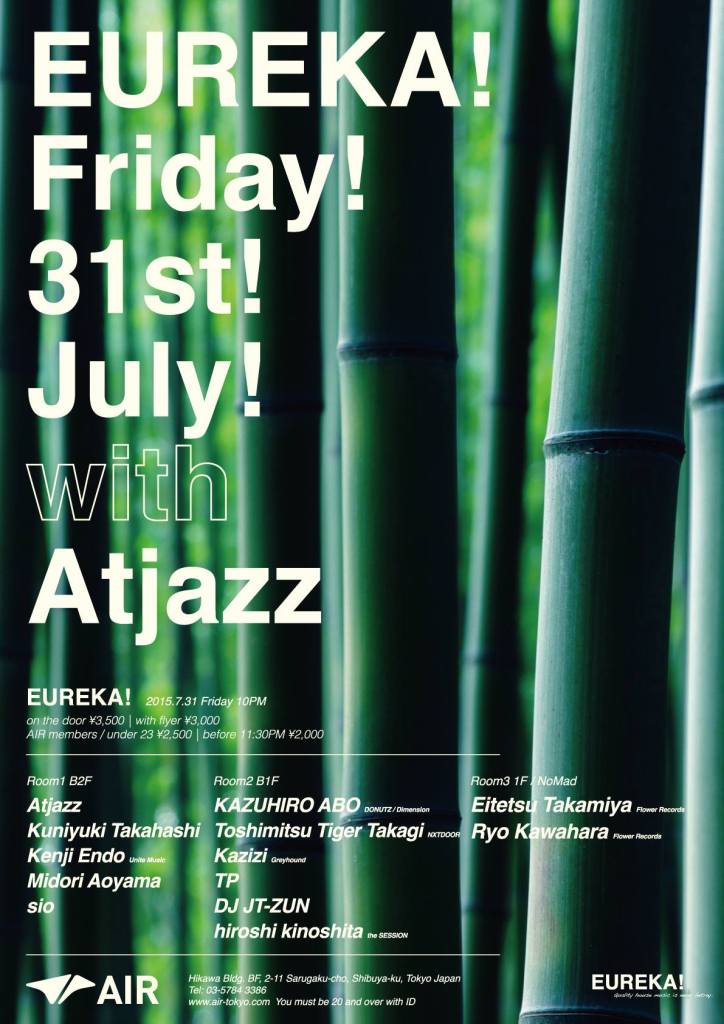 EUREKA!
Friday!
31st!
July!
with
Atjazz
EUREKA! 2015.7.31 Friday 10PM
on the door ¥3,500 | with flyer ¥3,000
AIR members / under 23 ¥2,500 | before 11:30PM ¥2,000
Room1 B2F
Atjazz
Kuniyuki Takahashi
Kenji Endo Unite Music
Midori Aoyama
sio
Room2 B1F
KAZUHIRO ABO DONUTZ / Dimension
Toshimitsu Tiger Takagi NXTDOOR
Kazizi Greyhound
TP
DJ JT-ZUN
hiroshi kinoshita the SESSION
Room3 1F / NoMad
Eitetsu Takamiya Flower Records
Ryo Kawahara Flower Records
AIR
Hikawa Bldg. BF, 2-11 Sarugaku-cho, Shibuya-ku, Tokyo Japan
Tel: 03-5784 3386
www.air-tokyo.com You must be 20 and over with ID
EUREKA!
Quality house music is